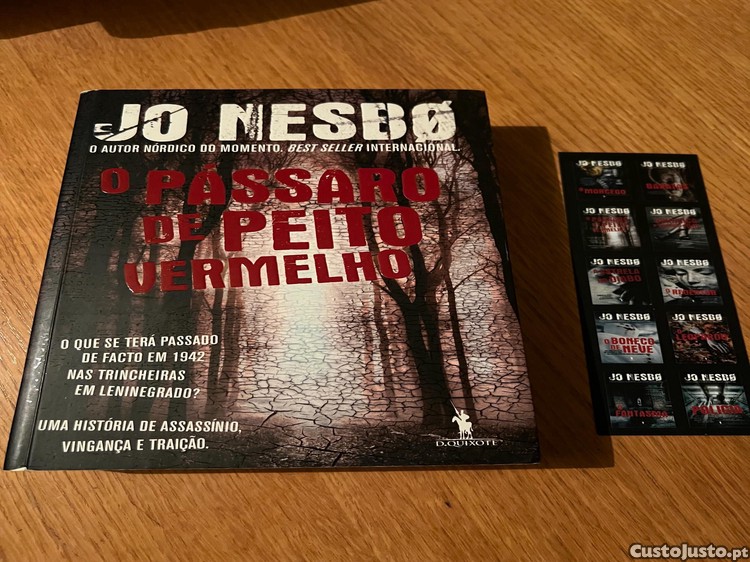 JO NESBØ
O AUTOR NÓRDICO DO MOMENTO. BEST SELLER INTERNACIONAL.
O PÁSSARO
DE PEITO
VERMELHO
O QUE SE TERÁ PASSADO
DE FACTO EM 1942
NAS TRINCHEIRAS
EM LENINEGRADO?
UMA HISTÓRIA DE ASSASSÍNIO,
VINGANÇA E TRAIÇÃO.
D.QUIXOTE
JO NESBØ
O MORCEGO
JO NESBØ
BARATAS
JO NESBØ
JO NESBØ
JO NESBØ
JO NESBØ
O REDENTOR
JO NESBØ
O BONECO
DE NEVE
JO NESBØ
JO NESBØ
FANTASMA
JO NESBØ
POLÍCIA
CustoJusto.pt